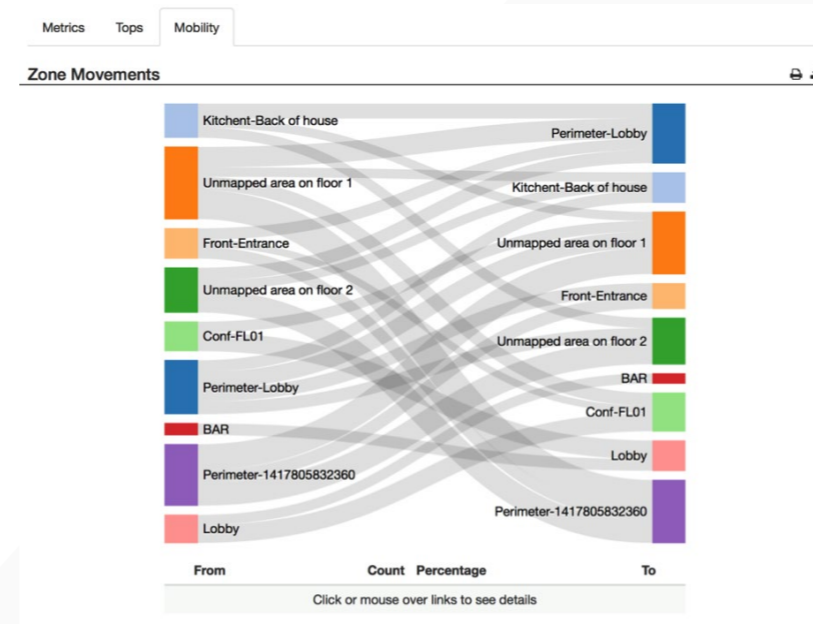 Metrics Tops Mobility
Zone Movements
Kitchent-Back of house
Unmapped area on floor 1
Front-Entrance
Unmapped area on floor 2
Conf-FL01
Perimeter-Lobby
BAR
Perimeter-1417805832360
Lobby
Perimeter-Lobby
Kitchent-Back of house
Unmapped area on floor 1
Front-Entrance
Unmapped area on floor 2
BAR
Conf-FL01
Lobby
Perimeter-1417805832360
From Count Percentage To
Click or mouse over links to see details